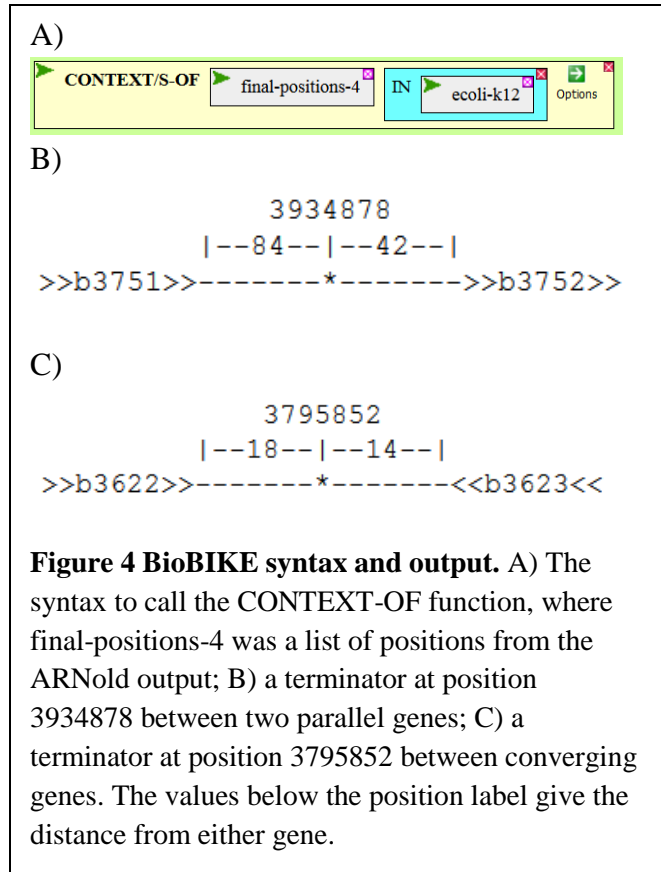 A)
CONTEXT/S-OF final-positions-4 IN ecoli-k12 Options
B)
3934878
|--84--|--42--|
>>b3751>>-------*------->>b3752>>
C)
3795852
|--18--|--14--|
>>b3622>>-------*-------<<b3623<<
Figure 4 BioBIKE syntax and output. A) The
syntax to call the CONTEXT-OF function, where
final-positions-4 was a list of positions from the
ARNold output; B) a terminator at position
3934878 between two parallel genes; C) a
terminator at position 3795852 between converging
genes. The values below the position label give the
distance from either gene.